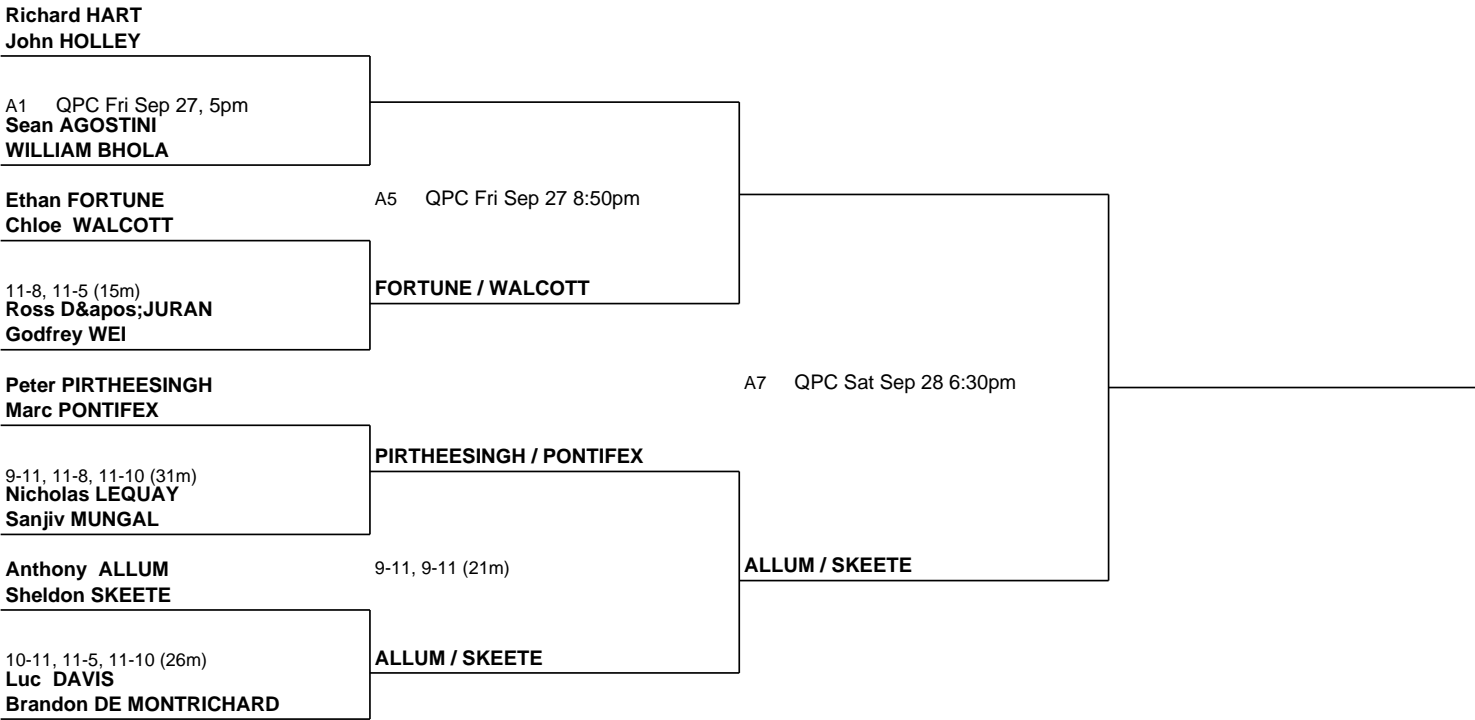 Richard HART
John HOLLEY
A1 QPC Fri Sep 27, 5pm
Sean AGOSTINI
WILLIAM BHOLA
Ethan FORTUNE
Chloe WALCOTT
A5 QPC Fri Sep 27 8:50pm
11-8, 11-5 (15m)
FORTUNE / WALCOTT
Ross D&apos;JURAN
Godfrey WEI
Peter PIRTHEESINGH
Marc PONTIFEX
A7 QPC Sat Sep 28 6:30pm
PIRTHEESINGH / PONTIFEX
9-11, 11-8, 11-10 (31m)
Nicholas LEQUAY
Sanjiv MUNGAL
Anthony ALLUM
Sheldon SKEETE
9-11, 9-11 (21m)
ALLUM / SKEETE
10-11, 11-5, 11-10 (26m)
ALLUM / SKEETE
Luc DAVIS
Brandon DE MONTRICHARD